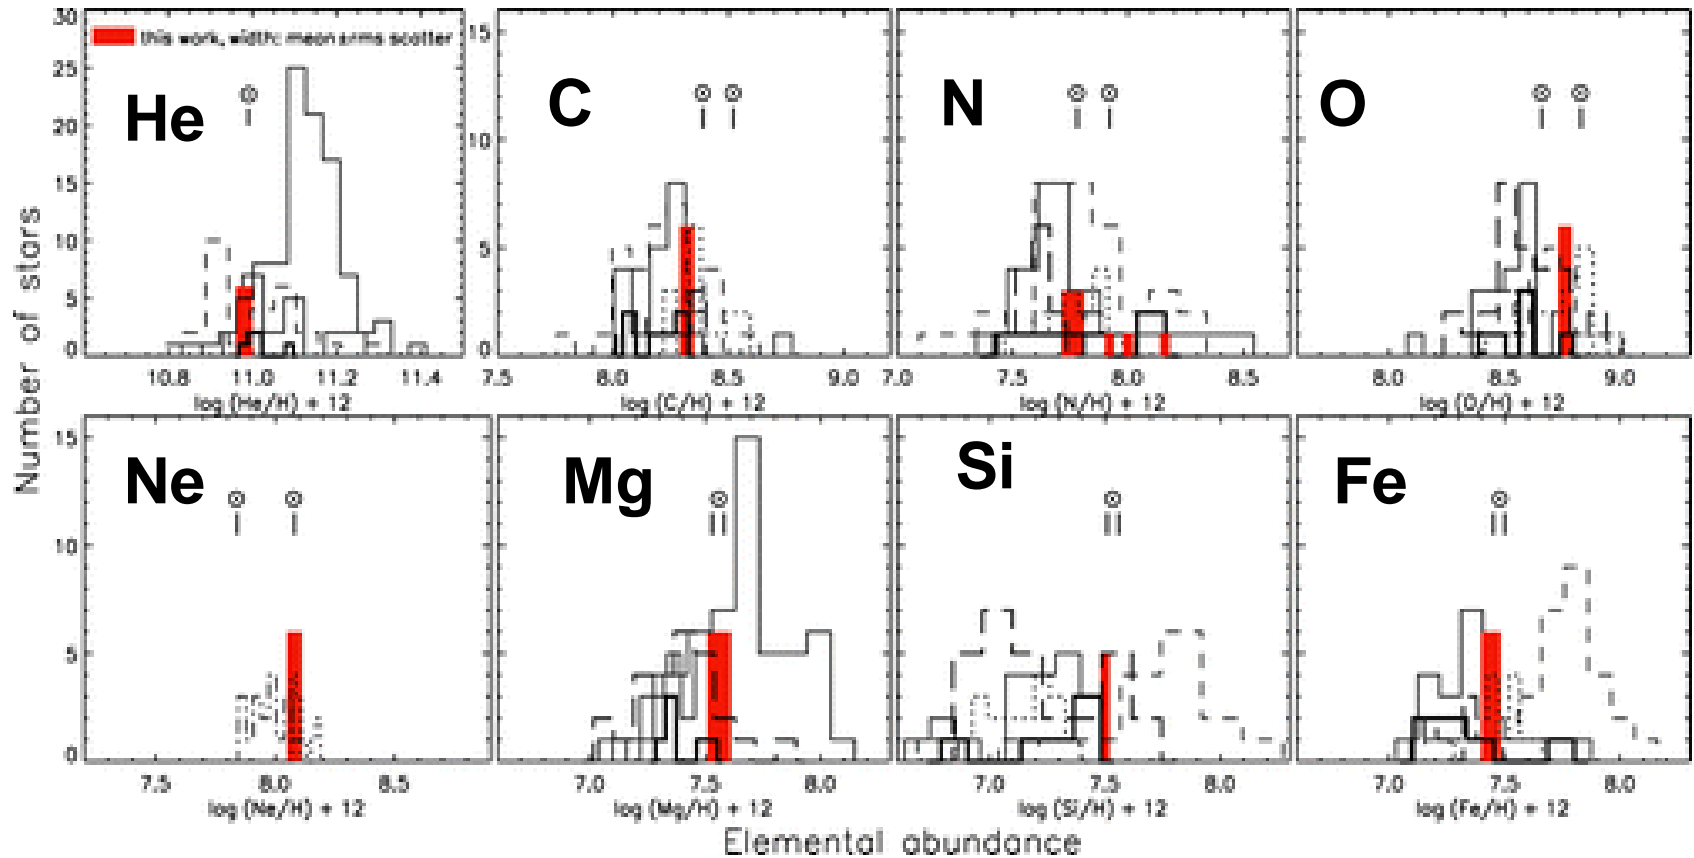 this work, width: mean ±rms scatter
He
C
N
O
30
25
20
15
10
5
0
10.8 11.0 11.2 11.4
log (He/H) + 12
15
10
5
0
7.5 8.0 8.5 9.0
log (C/H) + 12
7.0 7.5 8.0 8.5
log (N/H) + 12
8.0 8.5 9.0
log (O/H) + 12
Number of stars
Ne
Mg
Si
Fe
15
10
5
0
7.5 8.0 8.5
log (Ne/H) + 12
7.0 7.5 8.0
log (Mg/H) + 12
7.0 7.5 8.0
log (Si/H) + 12
7.0 7.5 8.0
log (Fe/H) + 12
Elemental abundance